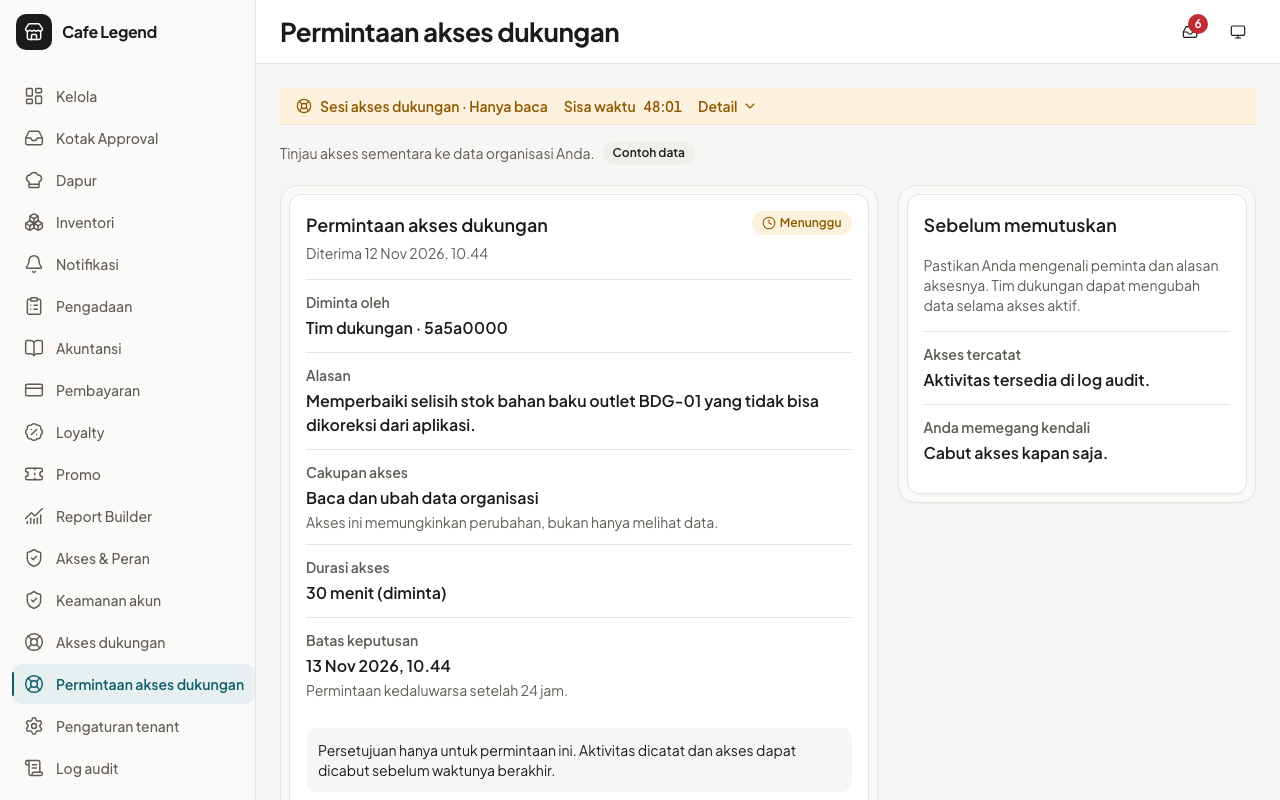 Cafe Legend
Permintaan akses dukungan
6
Kelola
Kotak Approval
Dapur
Inventori
Notifikasi
Pengadaan
Akuntansi
Pembayaran
Loyalty
Promo
Report Builder
Akses & Peran
Keamanan akun
Akses dukungan
Permintaan akses dukungan
Pengaturan tenant
Log audit
Sesi akses dukungan · Hanya baca Sisa waktu 48:01 Detail
Tinjau akses sementara ke data organisasi Anda. Contoh data
Permintaan akses dukungan
Menunggu
Diterima 12 Nov 2026, 10.44
Diminta oleh
Tim dukungan · 5a5a0000
Alasan
Memperbaiki selisih stok bahan baku outlet BDG-01 yang tidak bisa
dikoreksi dari aplikasi.
Cakupan akses
Baca dan ubah data organisasi
Akses ini memungkinkan perubahan, bukan hanya melihat data.
Durasi akses
30 menit (diminta)
Batas keputusan
13 Nov 2026, 10.44
Permintaan kedaluwarsa setelah 24 jam.
Persetujuan hanya untuk permintaan ini. Aktivitas dicatat dan akses dapat
dicabut sebelum waktunya berakhir.
Sebelum memutuskan
Pastikan Anda mengenali peminta dan alasan
aksesnya. Tim dukungan dapat mengubah
data selama akses aktif.
Akses tercatat
Aktivitas tersedia di log audit.
Anda memegang kendali
Cabut akses kapan saja.